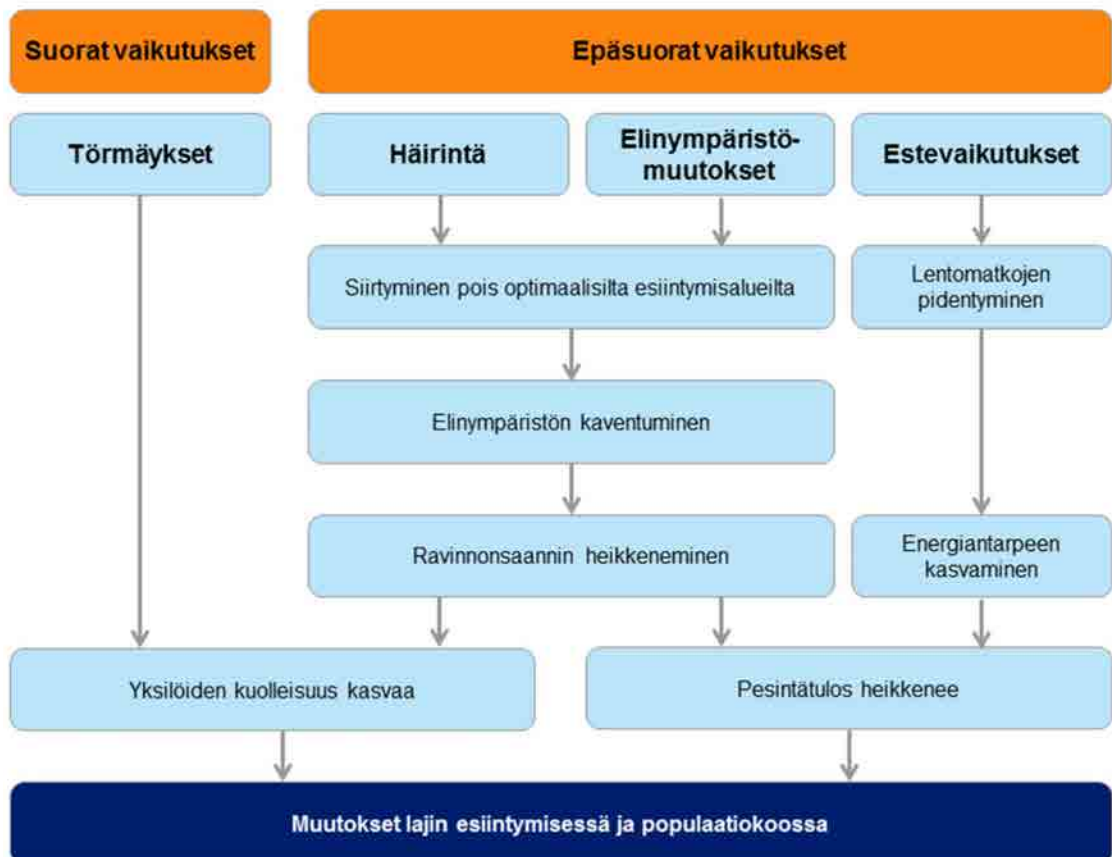 Suorat vaikutukset
Epäsuorat vaikutukset
Törmäykset
Häirintä
Elinympäristö-
muutokset
Estevaikutukset
Siirtyminen pois optimaalisilta esiintymisalueilta
Lentomatkojen
pidentyminen
Elinympäristön kaventuminen
Ravinnonsaannin heikkeneminen
Energiantarpeen
kasvaminen
Yksilöiden kuolleisuus kasvaa
Pesintätulos heikkenee
Muutokset lajin esiintymisessä ja populaatiokoossa